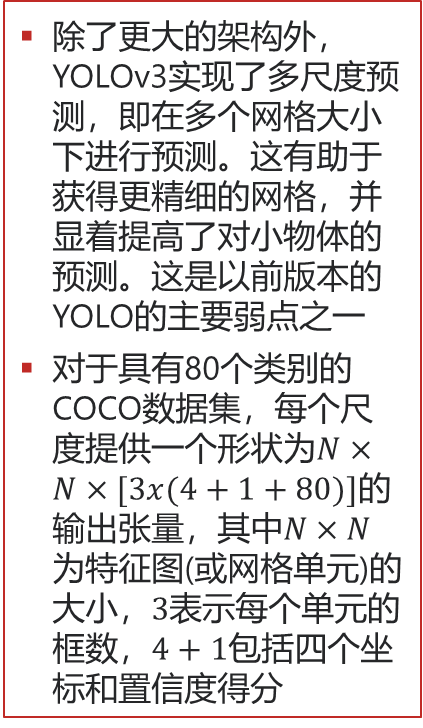 ▪ 除了更大的架构外，
YOLOv3实现了多尺度预
测，即在多个网格大小
下进行预测。这有助于
获得更精细的网格，并
显着提高了对小物体的
预测。这是以前版本的
YOLO的主要弱点之一
▪ 对于具有80个类别的
COCO数据集，每个尺
度提供一个形状为𝑁 ×
𝑁 × [3𝑥(4 + 1 + 80)]的
输出张量，其中𝑁 × 𝑁
为特征图(或网格单元)的
大小，3表示每个单元的
框数，4 + 1包括四个坐
标和置信度得分